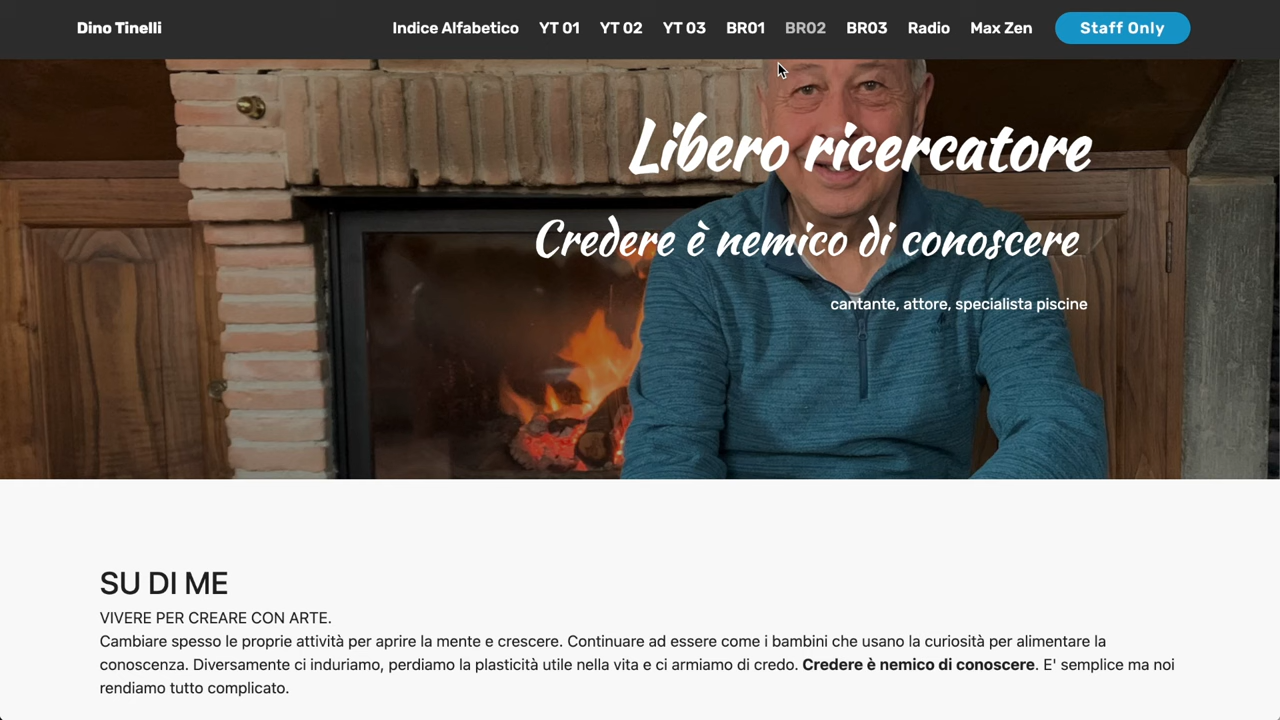 Dino Tinelli
Indice Alfabetico YT 01 YT 02 YT 03 BR01 BR02 BR03 Radio Max Zen Staff Only
Libero ricercatore
Credere è nemico di conoscere
cantante, attore, specialista piscine
SU DI ME
VIVERE PER CREARE CON ARTE.
Cambiare spesso le proprie attività per aprire la mente e crescere. Continuare ad essere come i bambini che usano la curiosità per alimentare la
conoscenza. Diversamente ci induriamo, perdiamo la plasticità utile nella vita e ci armiamo di credo. Credere è nemico di conoscere. E' semplice ma noi
rendiamo tutto complicato.